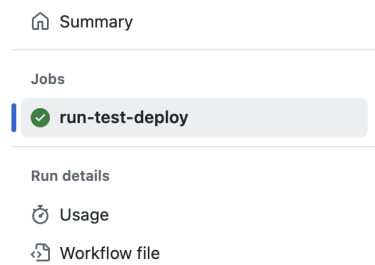 Summary
Jobs
run-test-deploy
Run details
Usage
Workflow file